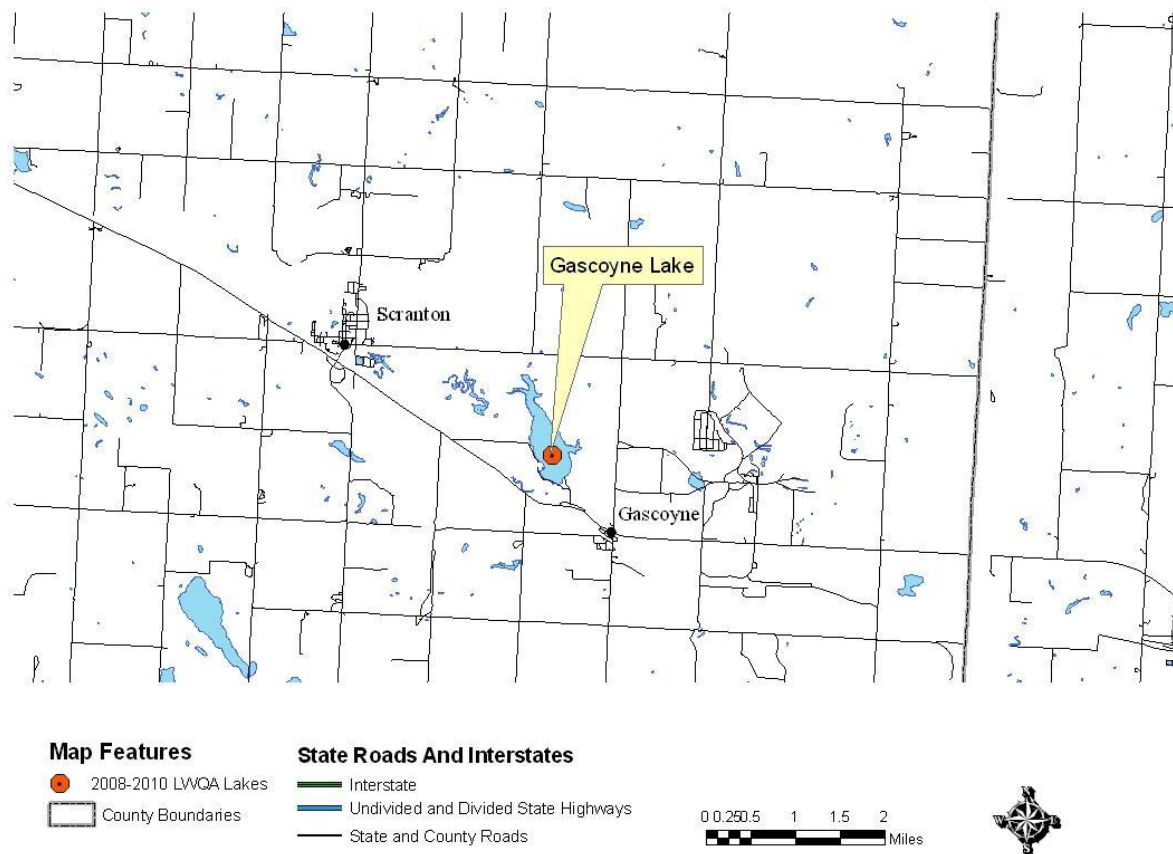 Gascoyne Lake
Scranton
Gascoyne
Map Features
2008-2010 LWQA Lakes
County Boundaries
State Roads And Interstates
Interstate
Undivided and Divided State Highways
State and County Roads
0 0.25 0.5 1 1.5 2
Miles
N
W E
S